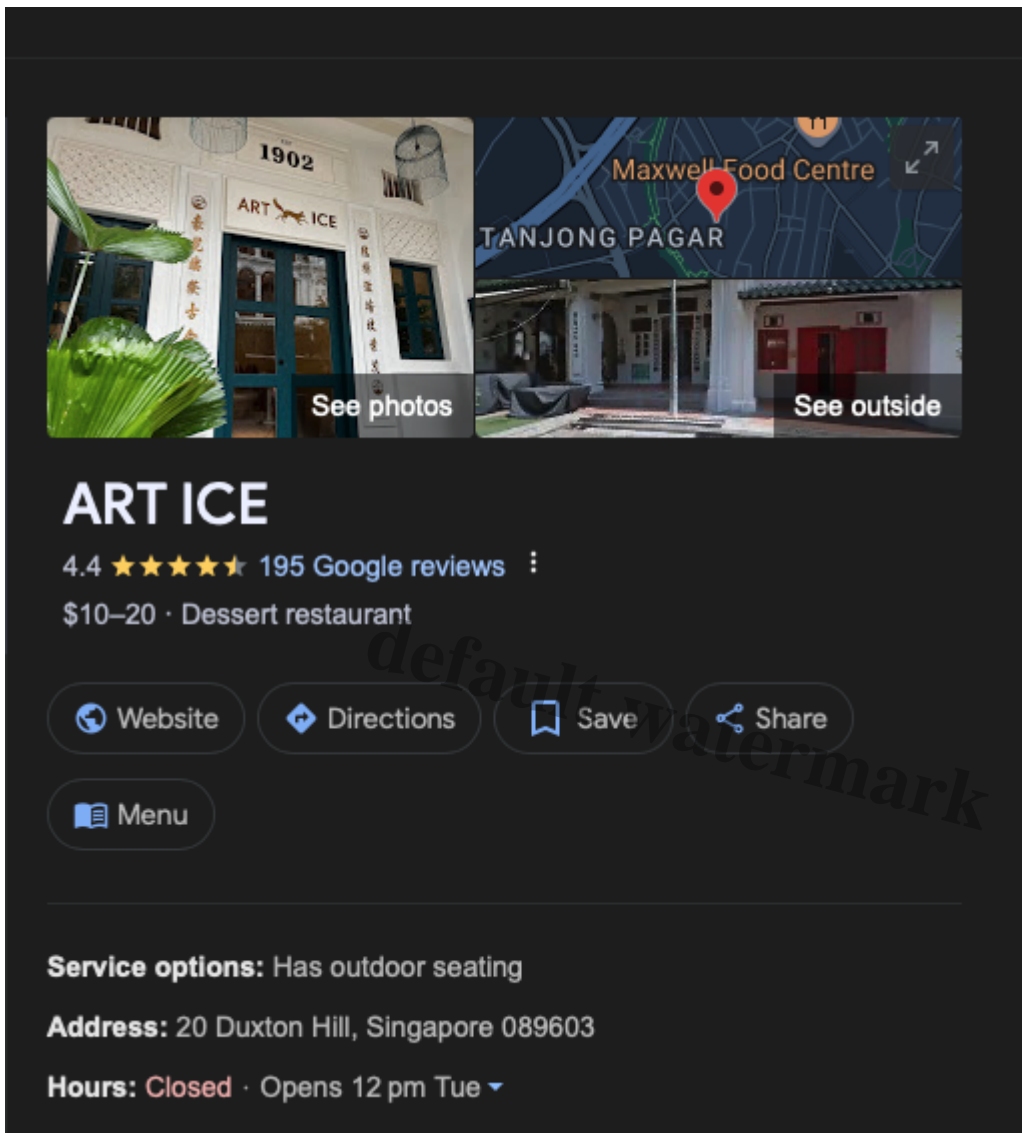 EST
1902
ART ICE
Maxwell Food Centre
TANJONG PAGAR
See photos
See outside
ART ICE
4.4 195 Google reviews
$10–20 · Dessert restaurant
Website
Directions
Save
Share
Menu
default watermark
Service options: Has outdoor seating
Address: 20 Duxton Hill, Singapore 089603
Hours: Closed · Opens 12 pm Tue